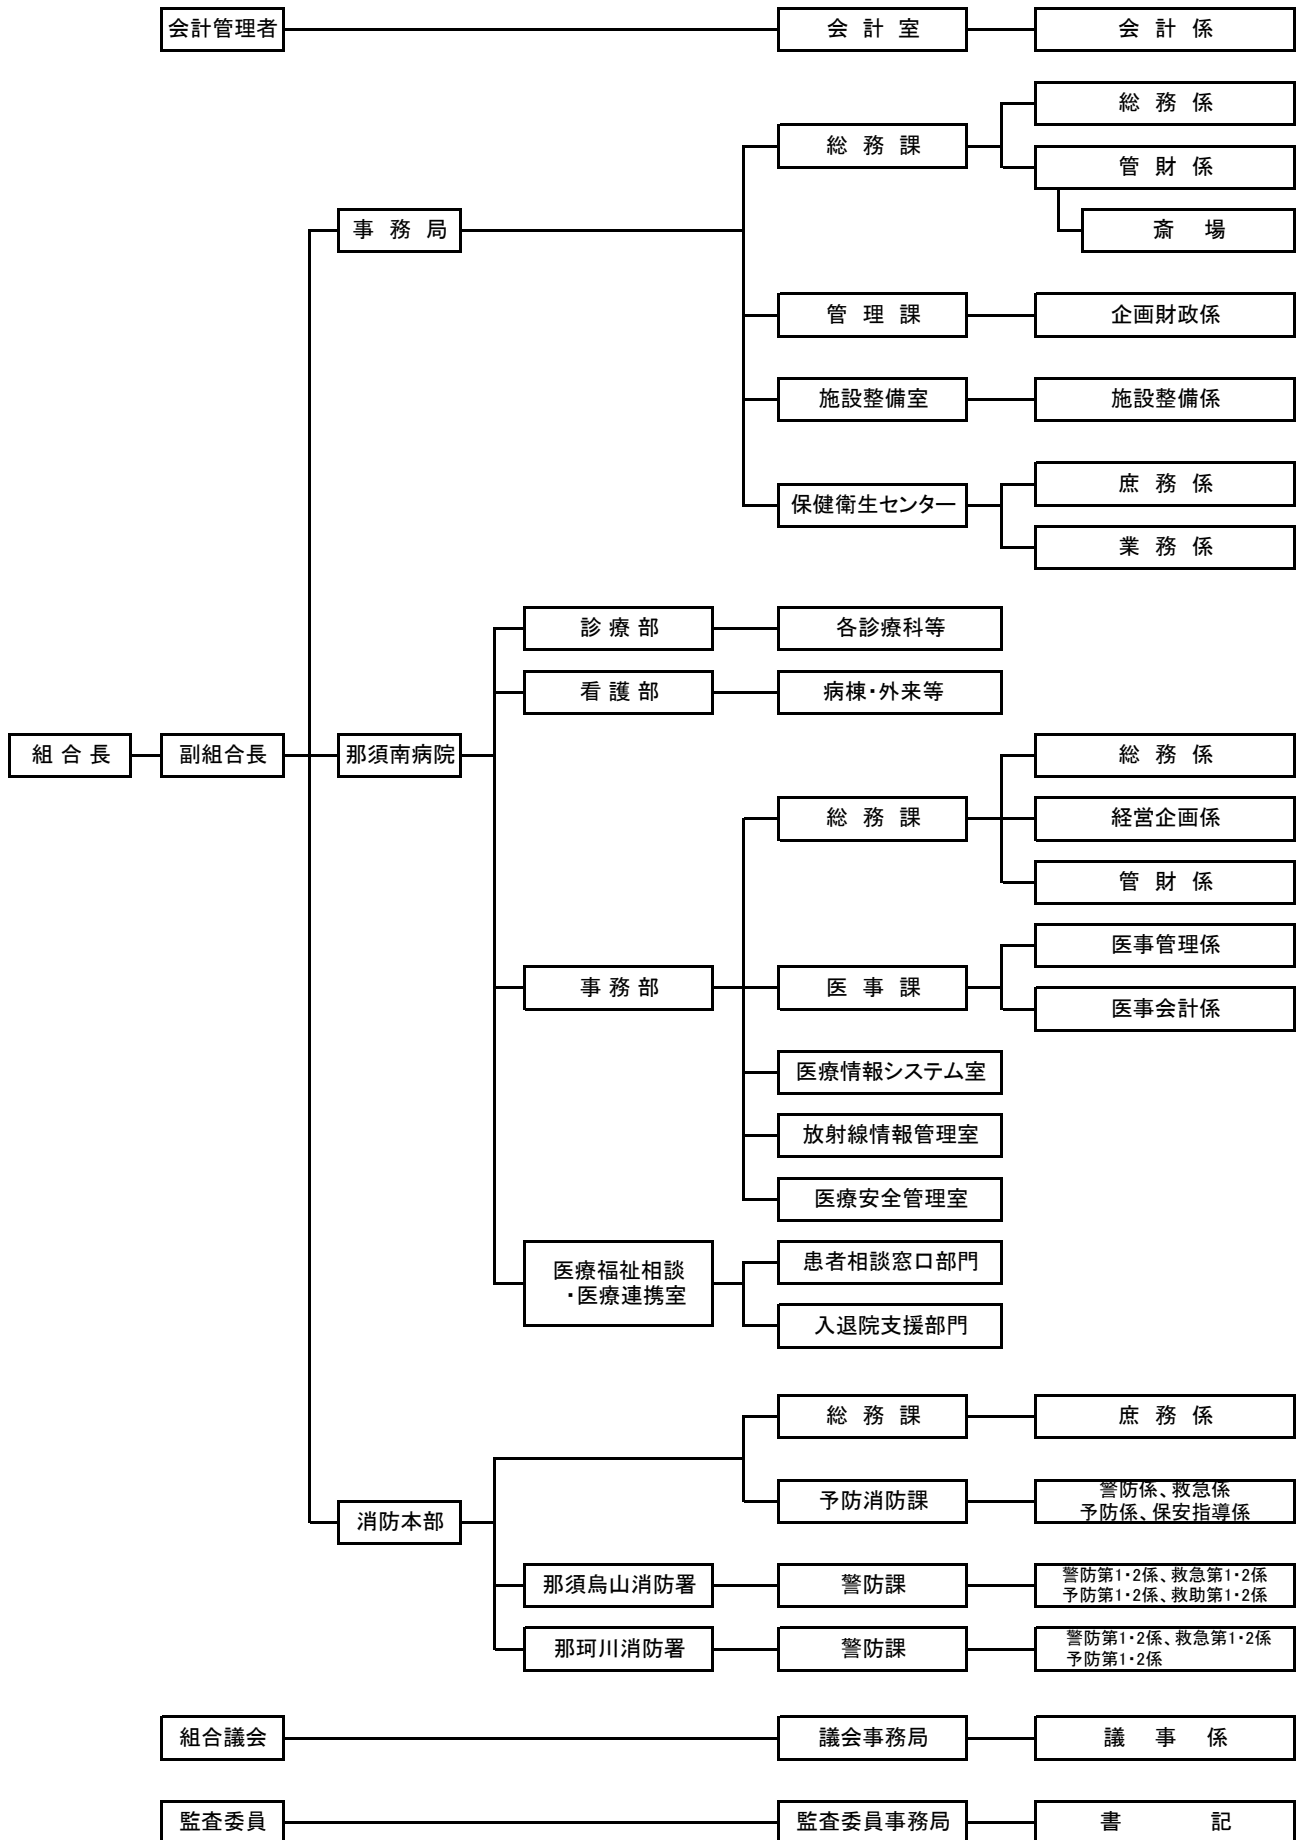 会計管理者
会 計 室
会 計 係
総 務 係
総 務 課
管 財 係
事 務 局
斎 場
管 理 課
企画財政係
施設整備室
施設整備係
庶 務 係
保健衛生センター
業 務 係
診 療 部
各診療科等
看 護 部
病棟・外来等
組 合 長
副組合長
那須南病院
総 務 係
総 務 課
経営企画係
管 財 係
医事管理係
事 務 部
医 事 課
医事会計係
医療情報システム室
放射線情報管理室
医療安全管理室
医療福祉相談
・医療連携室
患者相談窓口部門
入退院支援部門
総 務 課
庶 務 係
予防消防課
警防係、救急係
予防係、保安指導係
消防本部
那須烏山消防署
警防課
警防第1・2係、救急第1・2係
予防第1・2係、救助第1・2係
那珂川消防署
警防課
警防第1・2係、救急第1・2係
予防第1・2係
組合議会
議会事務局
議 事 係
監査委員
監査委員事務局
書 記